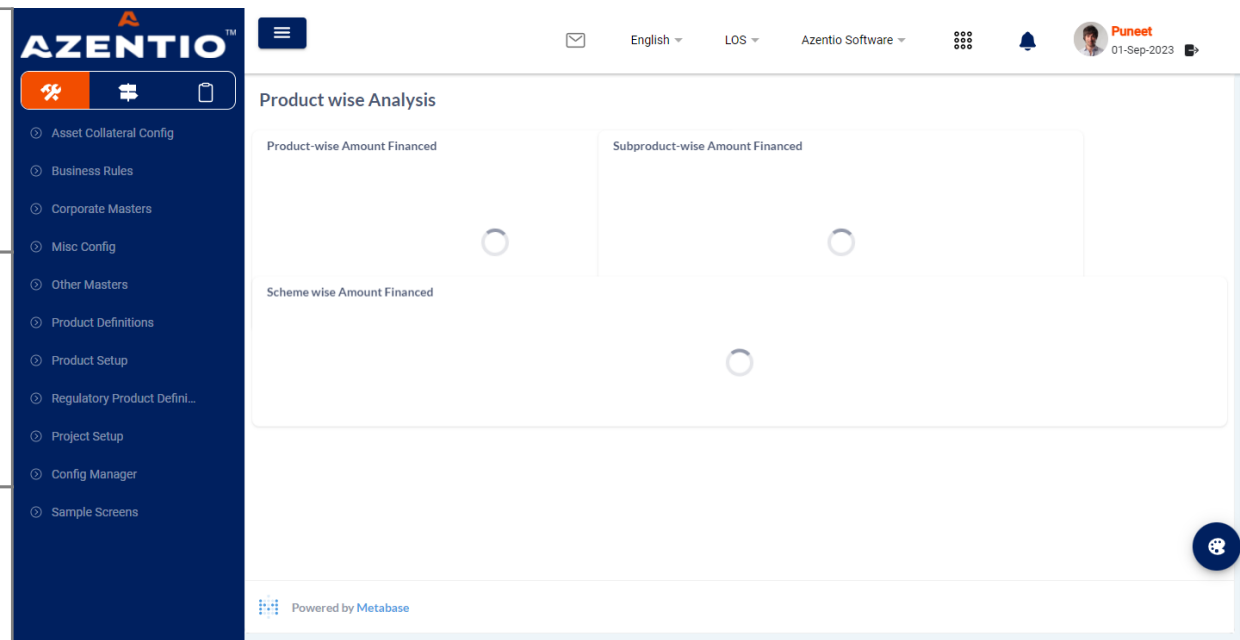 AZENTIO™
English
LOS
Azentio Software
Puneet
01-Sep-2023
Asset Collateral Config
Business Rules
Corporate Masters
Misc Config
Other Masters
Product Definitions
Product Setup
Regulatory Product Defini...
Project Setup
Config Manager
Sample Screens
Product wise Analysis
Product-wise Amount Financed
Subproduct-wise Amount Financed
Scheme wise Amount Financed
Powered by Metabase